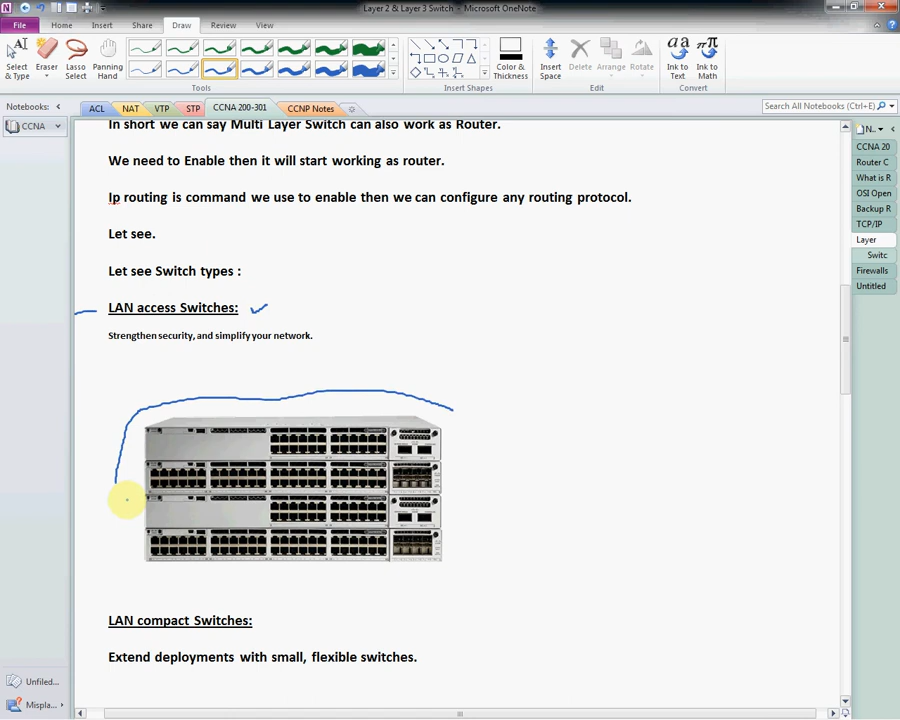 Layer 2 & Layer 3 Switch - Microsoft OneNote
File Home Insert Share Draw Review View
Select & Type
Eraser
Lasso Select
Panning Hand
Color & Thickness
Insert Space
Delete
Arrange
Rotate
Ink to Text
Ink to Math
Tools Insert Shapes Edit Convert
Notebooks: ACL NAT VTP STP CCNA 200-301 CCNP Notes Search All Notebooks (Ctrl+E)
CCNA
N..
CCNA 20
Router C
What is R
OSI Open
Backup R
TCP/IP
Layer
Switc
Firewalls
Untitled
In short we can say Multi Layer Switch can also work as Router.
We need to Enable then it will start working as router.
Ip routing is command we use to enable then we can configure any routing protocol.
Let see.
Let see Switch types :
LAN access Switches:
Strengthen security, and simplify your network.
LAN compact Switches:
Extend deployments with small, flexible switches.
Unfiled...
Mispla...